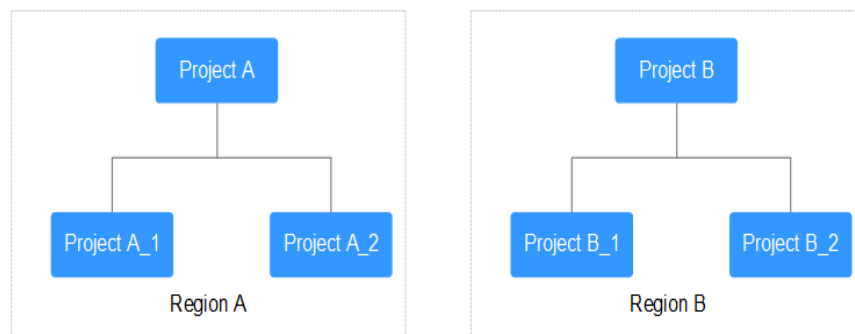 Project A
Project A_1
Project A_2
Region A
Project B
Project B_1
Project B_2
Region B